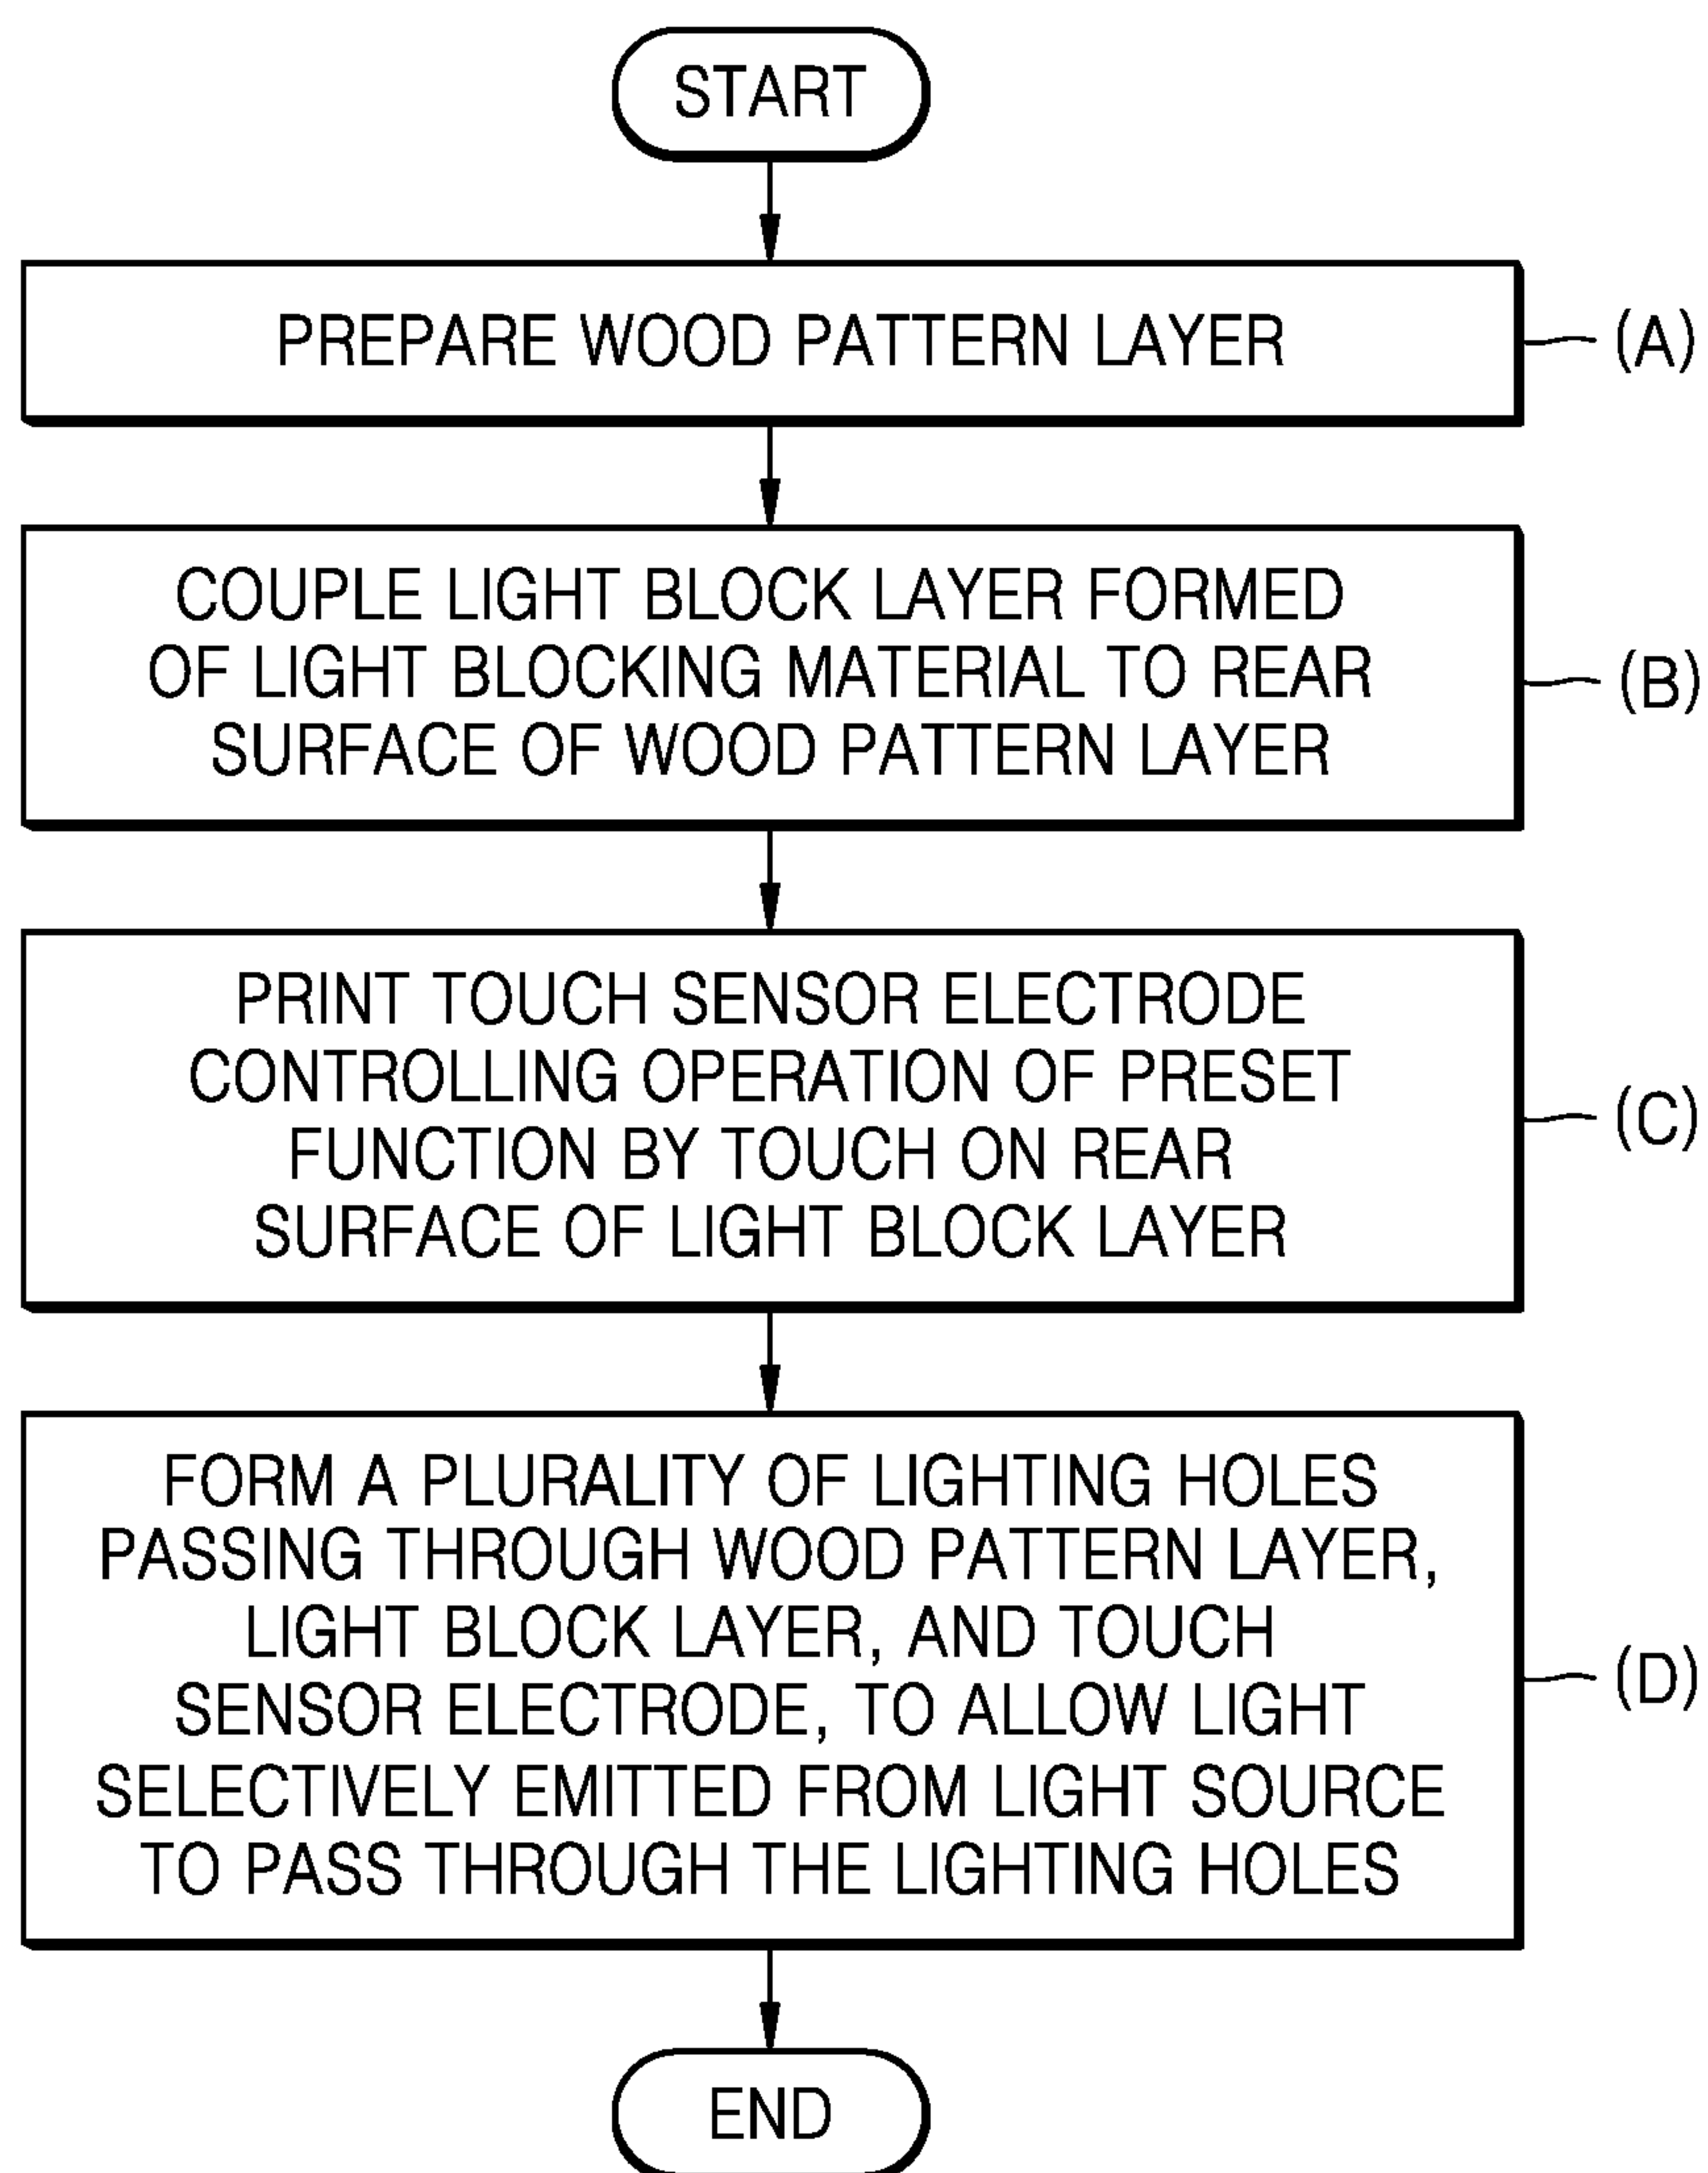 START
PREPARE WOOD PATTERN LAYER
(A)
COUPLE LIGHT BLOCK LAYER FORMED
OF LIGHT BLOCKING MATERIAL TO REAR
SURFACE OF WOOD PATTERN LAYER
(B)
PRINT TOUCH SENSOR ELECTRODE
CONTROLLING OPERATION OF PRESET
FUNCTION BY TOUCH ON REAR
SURFACE OF LIGHT BLOCK LAYER
(C)
FORM A PLURALITY OF LIGHTING HOLES
PASSING THROUGH WOOD PATTERN LAYER,
LIGHT BLOCK LAYER, AND TOUCH
SENSOR ELECTRODE, TO ALLOW LIGHT
SELECTIVELY EMITTED FROM LIGHT SOURCE
TO PASS THROUGH THE LIGHTING HOLES
(D)
END